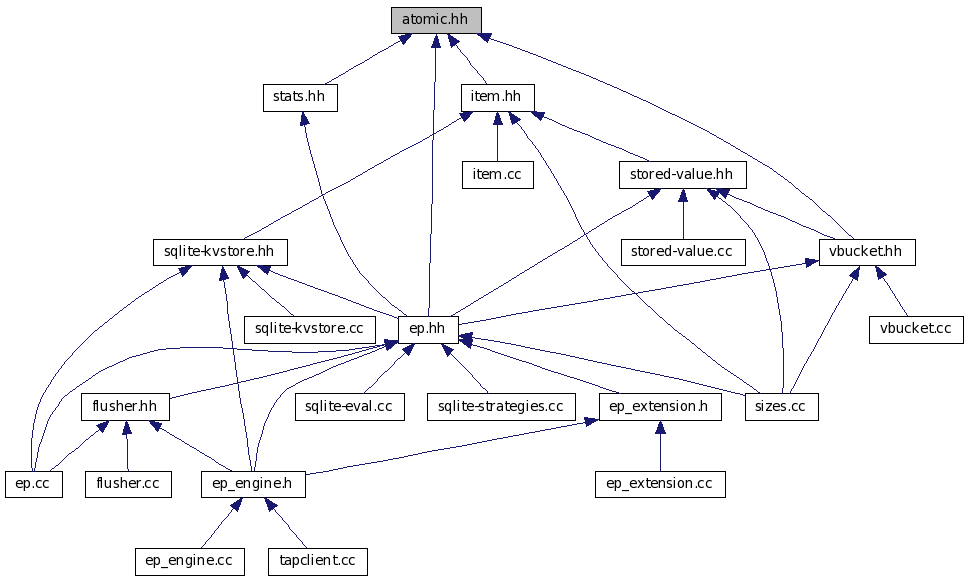 atomic.hh
stats.hh
item.hh
item.cc
stored-value.hh
sqlite-kvstore.hh
stored-value.cc
vbucket.hh
sqlite-kvstore.cc
ep.hh
vbucket.cc
flusher.hh
sqlite-eval.cc
sqlite-strategies.cc
ep_extension.h
sizes.cc
ep.cc
flusher.cc
ep_engine.h
ep_extension.cc
ep_engine.cc
tapclient.cc